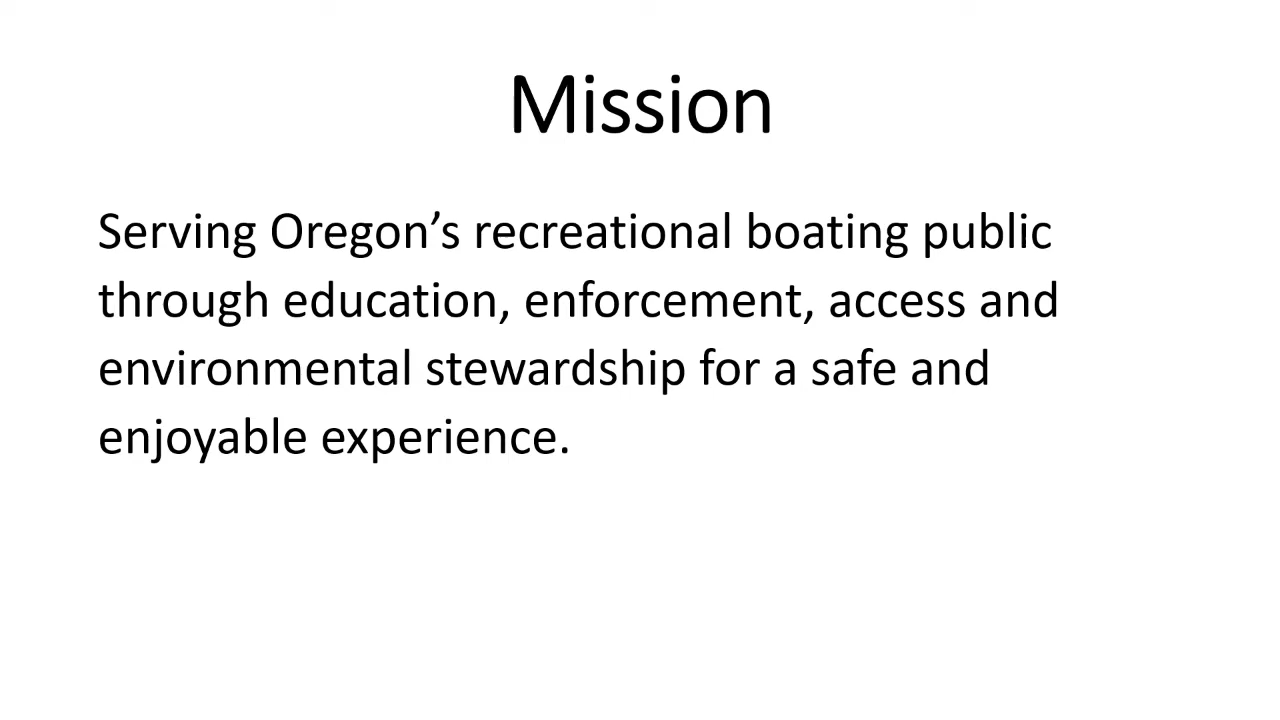 Mission
Serving Oregon’s recreational boating public
through education, enforcement, access and
environmental stewardship for a safe and
enjoyable experience.